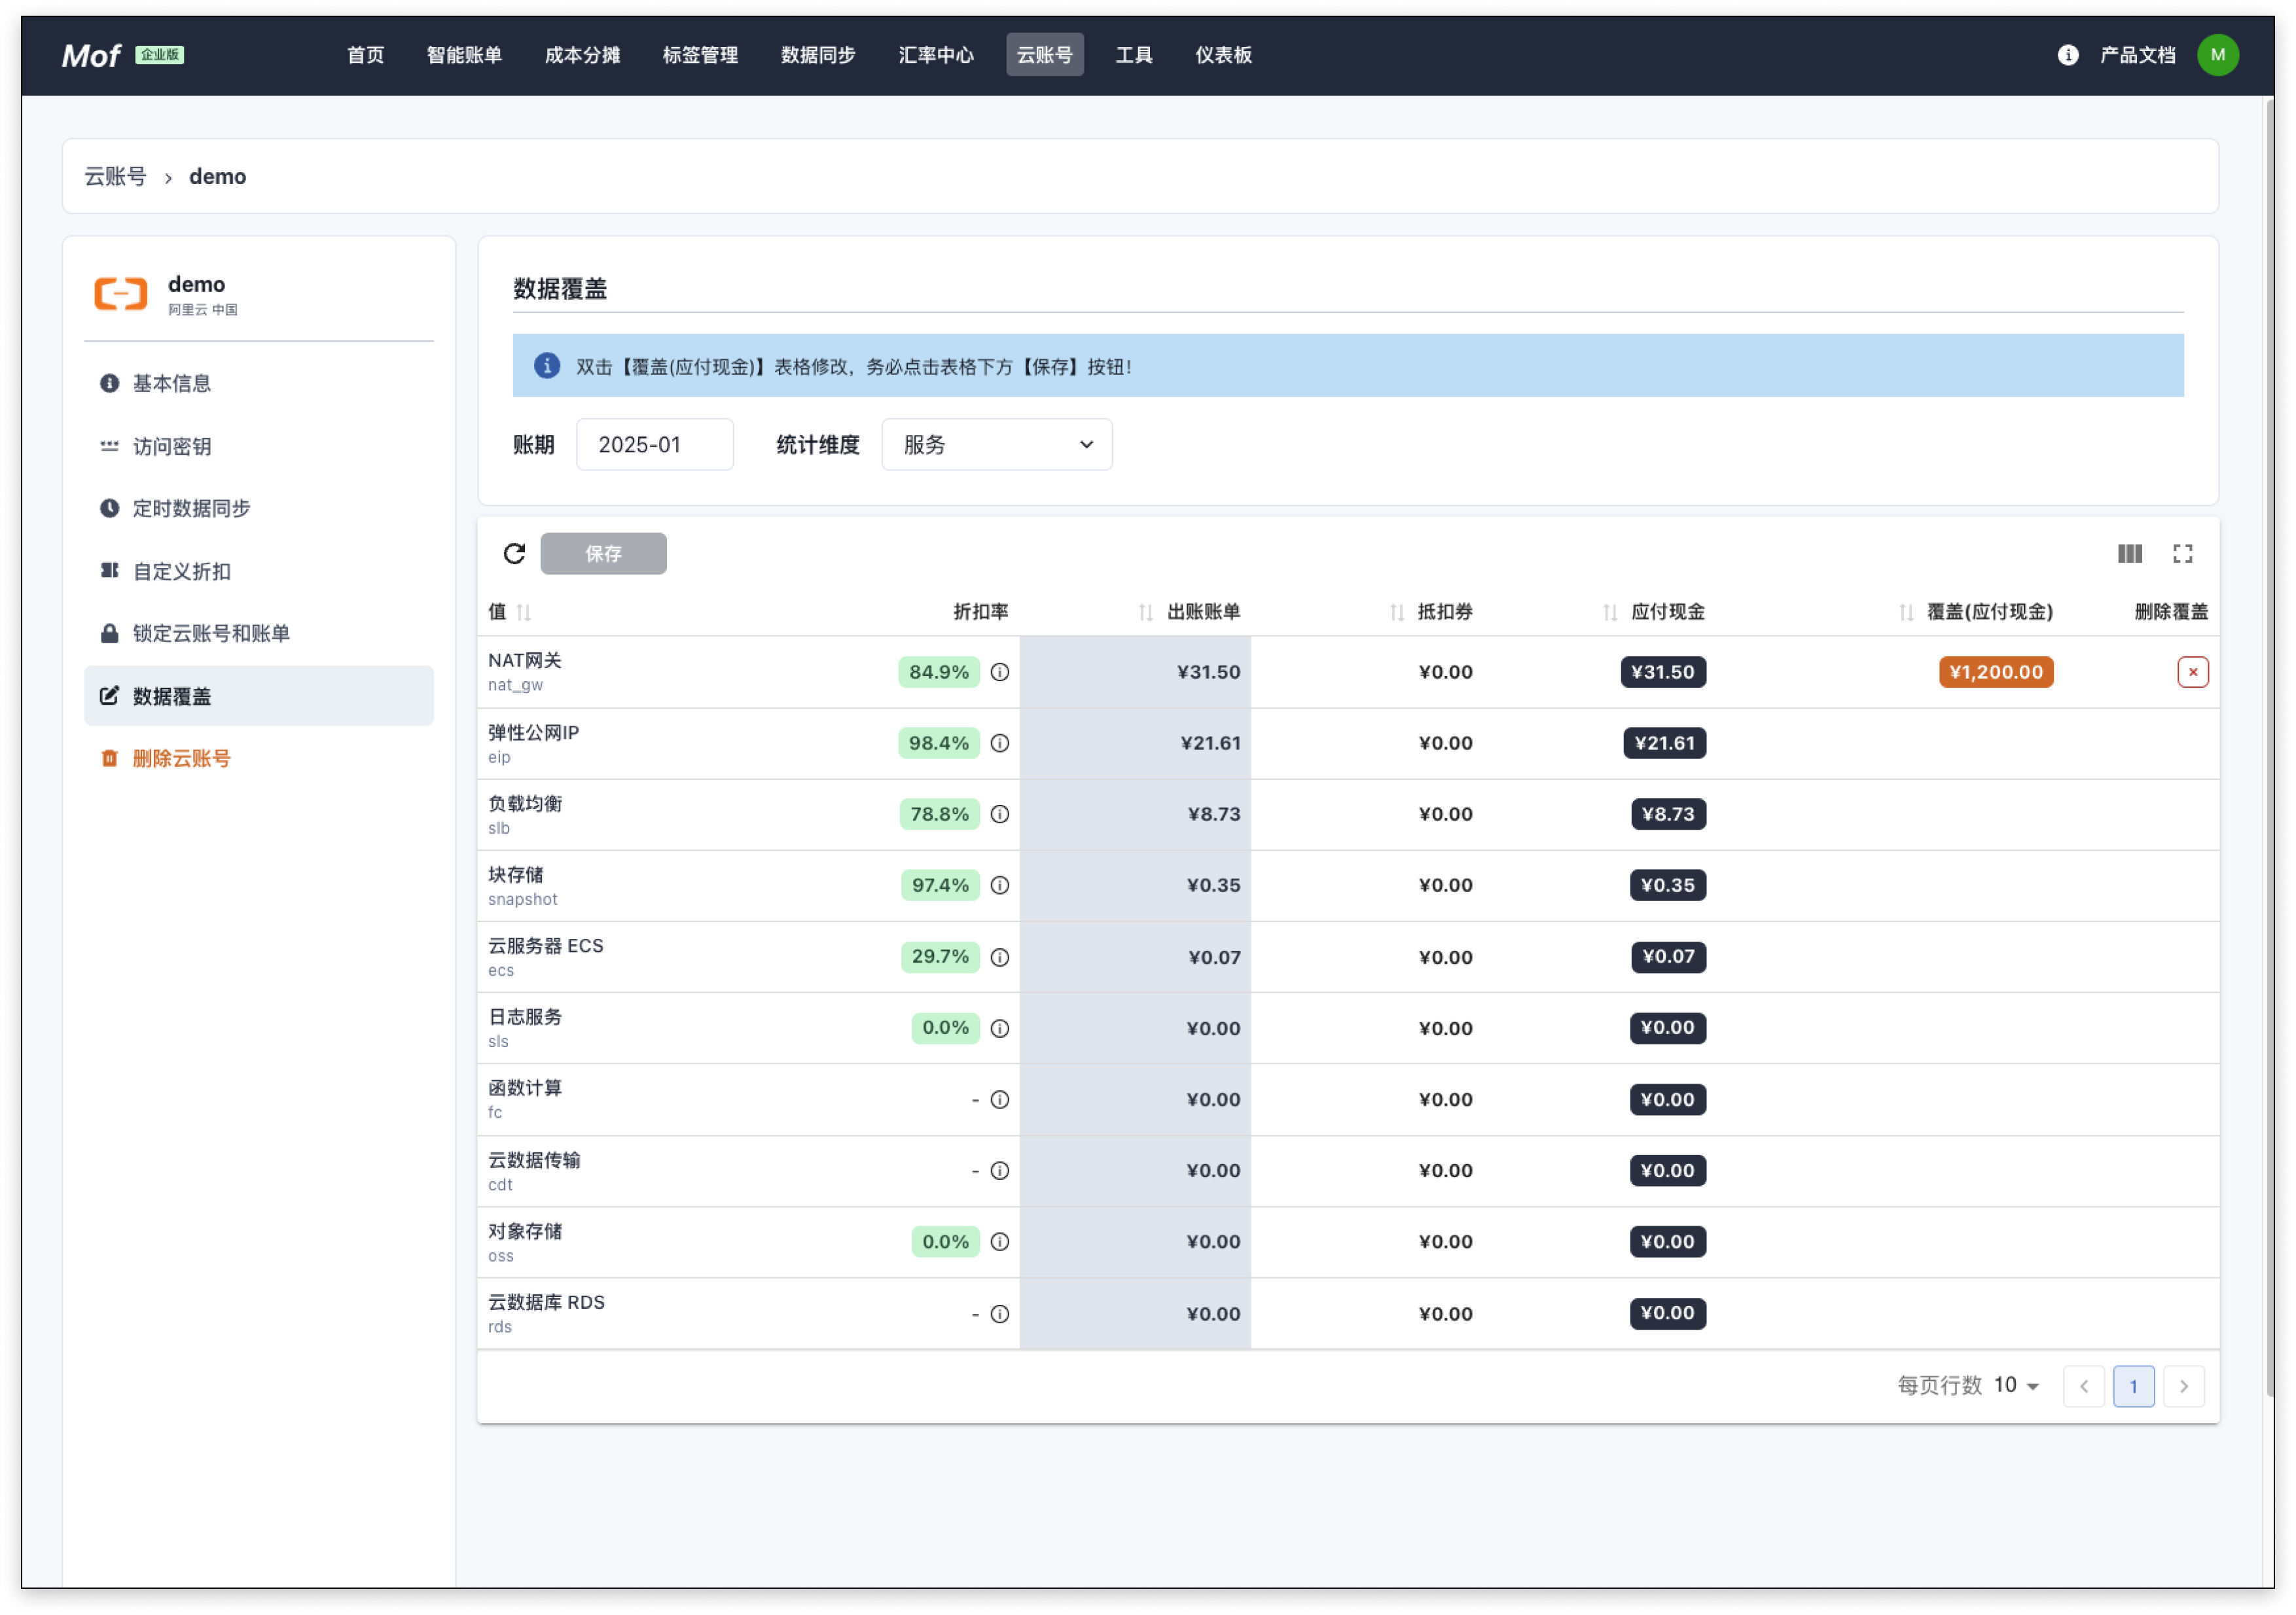 Mof 企业版 首页 智能账单 成本分摊 标签管理 数据同步 汇率中心 云账号 工具 仪表板 产品文档 M
云账号 › demo
demo
阿里云 中国
基本信息
访问密钥
定时数据同步
自定义折扣
锁定云账号和账单
数据覆盖
删除云账号
数据覆盖
双击【覆盖(应付现金)】表格修改，务必点击表格下方【保存】按钮！
账期 2025-01 统计维度 服务
保存
值 折扣率 出账账单 抵扣券 应付现金 覆盖(应付现金) 删除覆盖
NAT网关 84.9% ¥31.50 ¥0.00 ¥31.50 ¥1,200.00
nat_gw
弹性公网IP 98.4% ¥21.61 ¥0.00 ¥21.61
eip
负载均衡 78.8% ¥8.73 ¥0.00 ¥8.73
slb
块存储 97.4% ¥0.35 ¥0.00 ¥0.35
snapshot
云服务器 ECS 29.7% ¥0.07 ¥0.00 ¥0.07
ecs
日志服务 0.0% ¥0.00 ¥0.00 ¥0.00
sls
函数计算 - ¥0.00 ¥0.00 ¥0.00
fc
云数据传输 - ¥0.00 ¥0.00 ¥0.00
cdt
对象存储 0.0% ¥0.00 ¥0.00 ¥0.00
oss
云数据库 RDS - ¥0.00 ¥0.00 ¥0.00
rds
每页行数 10 1